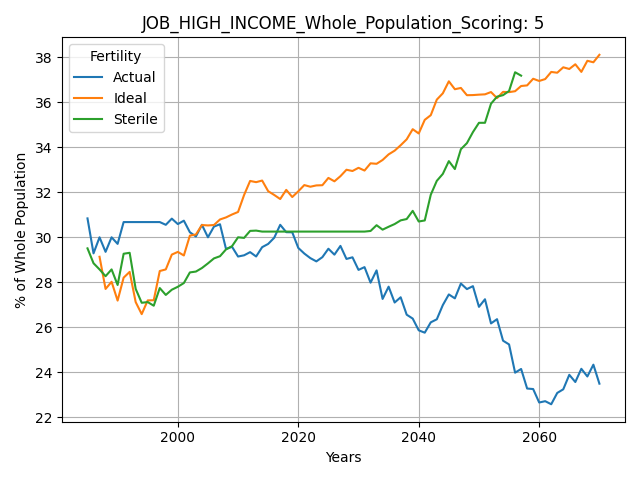 JOB_HIGH_INCOME_Whole_Population_Scoring: 5
Fertility
Actual
Ideal
Sterile
% of Whole Population
38
36
34
32
30
28
26
24
22
2000
2020
2040
2060
Years